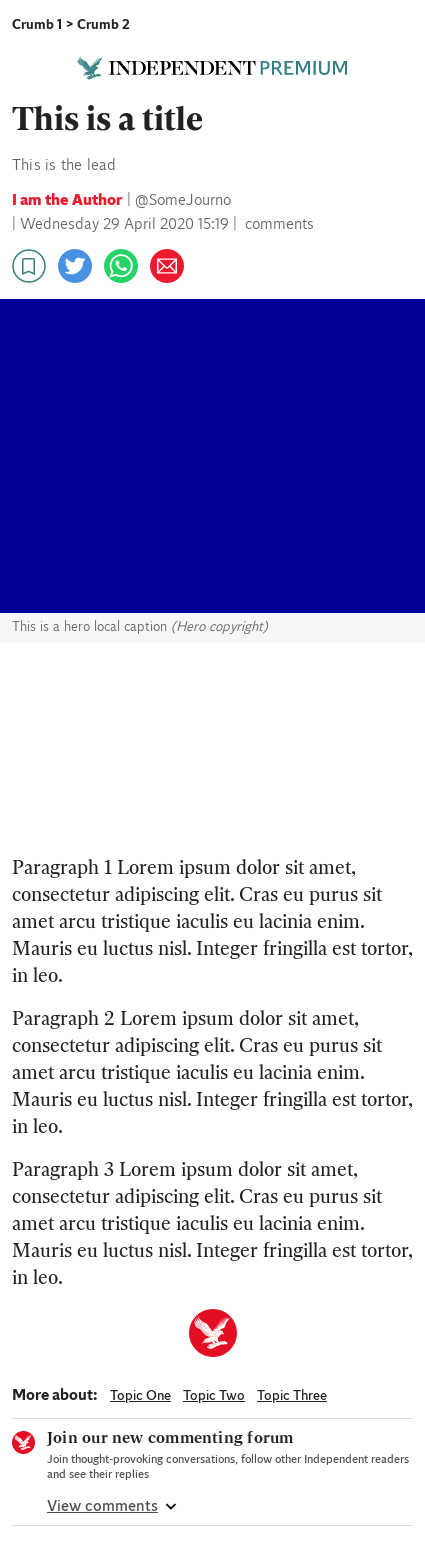 Crumb 1 > Crumb 2
INDEPENDENT PREMIUM
This is a title
This is the lead
I am the Author | @SomeJourno
| Wednesday 29 April 2020 15:19 | comments
This is a hero local caption (Hero copyright)
Paragraph 1 Lorem ipsum dolor sit amet,
consectetur adipiscing elit. Cras eu purus sit
amet arcu tristique iaculis eu lacinia enim.
Mauris eu luctus nisl. Integer fringilla est tortor,
in leo.
Paragraph 2 Lorem ipsum dolor sit amet,
consectetur adipiscing elit. Cras eu purus sit
amet arcu tristique iaculis eu lacinia enim.
Mauris eu luctus nisl. Integer fringilla est tortor,
in leo.
Paragraph 3 Lorem ipsum dolor sit amet,
consectetur adipiscing elit. Cras eu purus sit
amet arcu tristique iaculis eu lacinia enim.
Mauris eu luctus nisl. Integer fringilla est tortor,
in leo.
More about: Topic One Topic Two Topic Three
Join our new commenting forum
Join thought-provoking conversations, follow other Independent readers
and see their replies
View comments